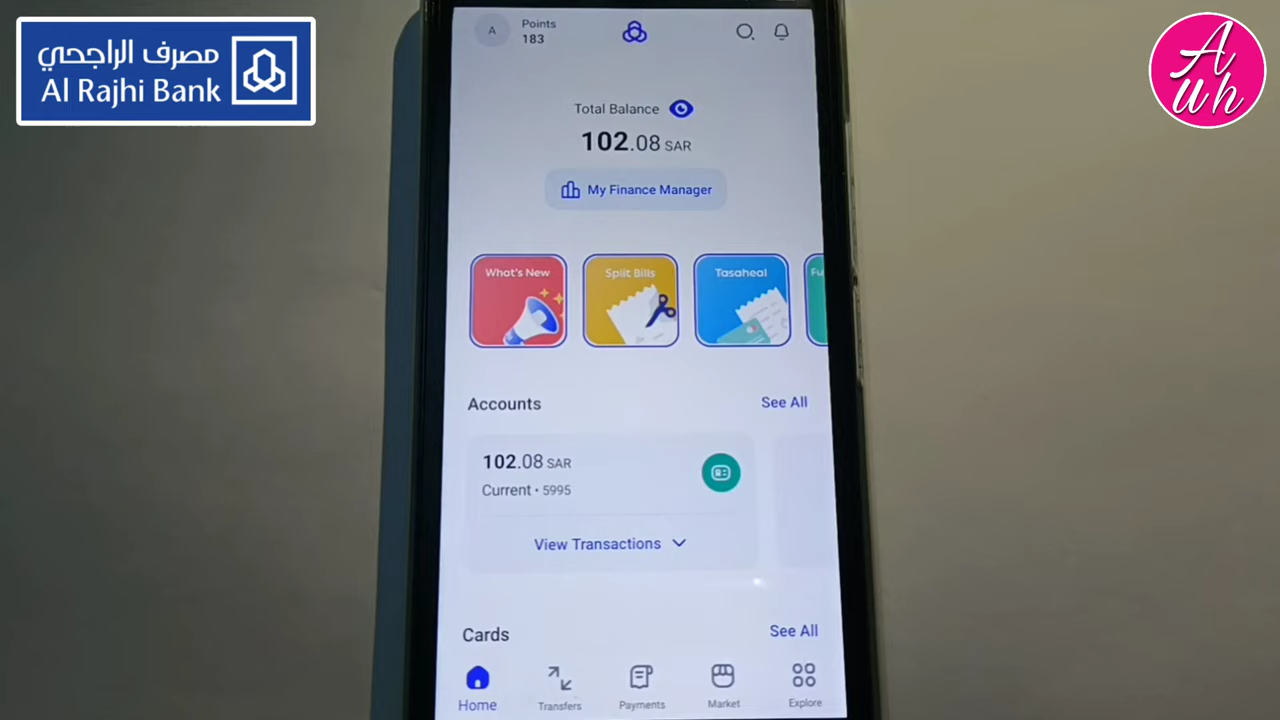 مصرف الراجحي
Al Rajhi Bank
A
uh
A
Points
183
Total Balance
102.08 SAR
My Finance Manager
What's New
Split Bills
Tasaheal
Fu
Accounts
See All
102.08 SAR
Current • 5995
View Transactions
Cards
See All
Home
Transfers
Payments
Market
Explore